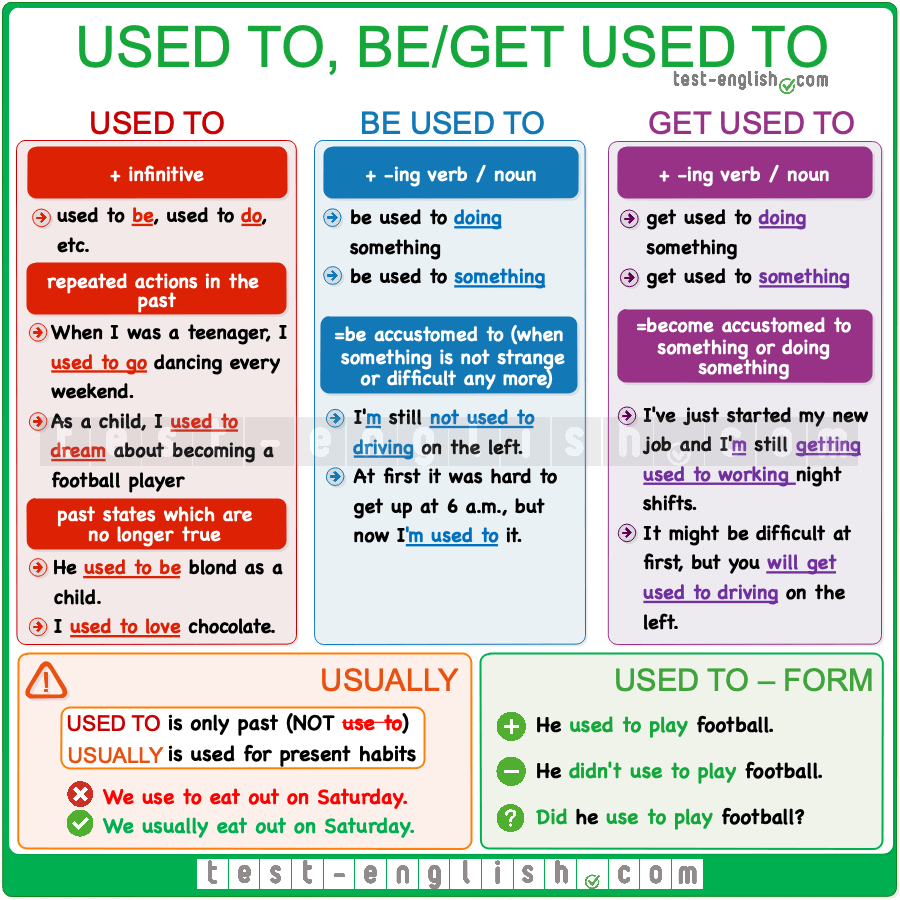 USED TO, BE/GET USED TO
test-english.com
USED TO
+ infinitive
used to be, used to do,
etc.
repeated actions in the
past
When I was a teenager, I
used to go dancing every
weekend.
As a child, I used to
dream about becoming a
football player
past states which are
no longer true
He used to be blond as a
child.
I used to love chocolate.
BE USED TO
+ -ing verb / noun
be used to doing
something
be used to something
=be accustomed to (when
something is not strange
or difficult any more)
I'm still not used to
driving on the left.
At first it was hard to
get up at 6 a.m., but
now I'm used to it.
GET USED TO
+ -ing verb / noun
get used to doing
something
get used to something
=become accustomed to
something or doing
something
I've just started my new
job and I'm still getting
used to working night
shifts.
It might be difficult at
first, but you will get
used to driving on the
left.
test-english.com
USUALLY
USED TO is only past (NOT use to)
USUALLY is used for present habits
We use to eat out on Saturday.
We usually eat out on Saturday.
USED TO – FORM
+ He used to play football.
− He didn't use to play football.
? Did he use to play football?
test-english.com